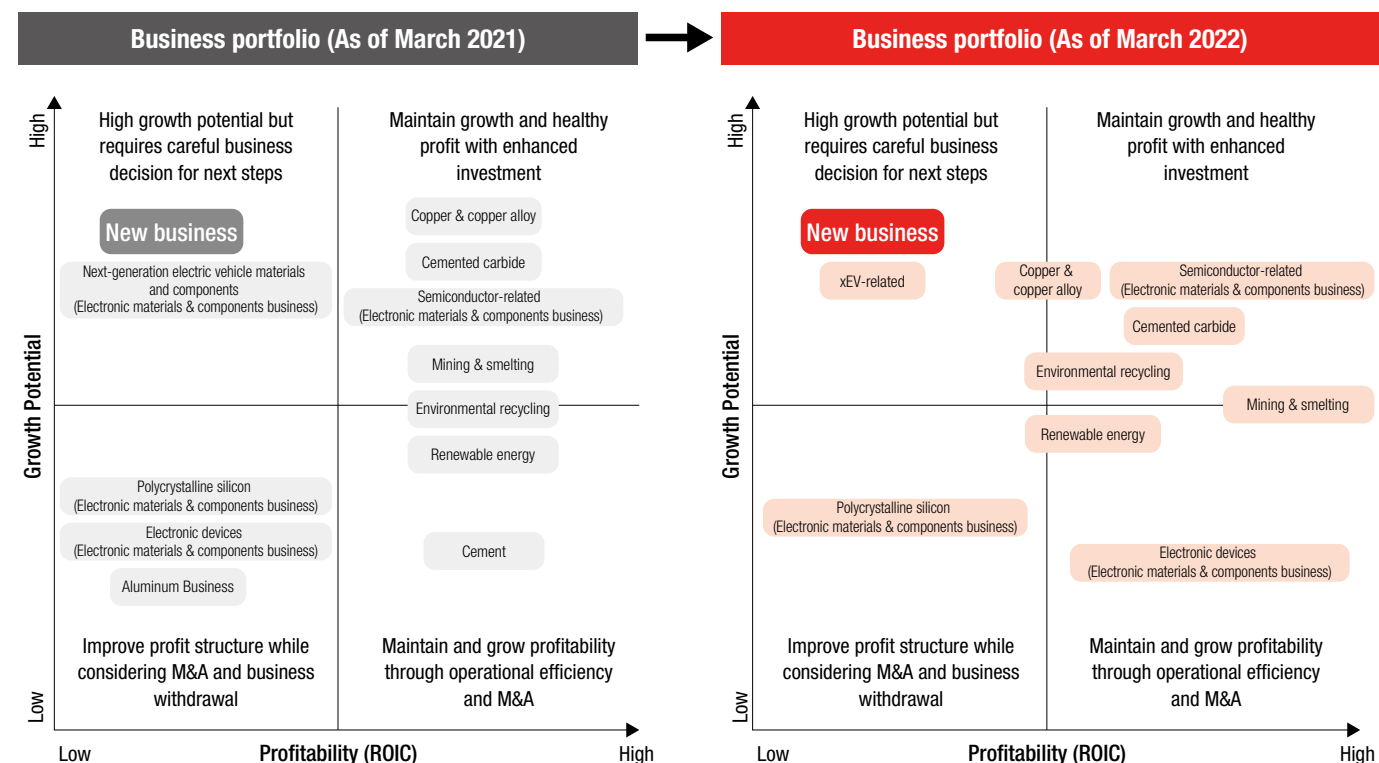 Business portfolio (As of March 2021)
Business portfolio (As of March 2022)
High
Growth Potential
Low
High growth potential but
requires careful business
decision for next steps
Maintain growth and healthy
profit with enhanced
investment
New business
Next-generation electric vehicle materials
and components
(Electronic materials & components business)
Copper & copper alloy
Cemented carbide
Semiconductor-related
(Electronic materials & components business)
Mining & smelting
Environmental recycling
Renewable energy
Polycrystalline silicon
(Electronic materials & components business)
Electronic devices
(Electronic materials & components business)
Aluminum Business
Cement
Improve profit structure while
considering M&A and business
withdrawal
Maintain and grow profitability
through operational efficiency
and M&A
Low
Profitability (ROIC)
High
High
Growth Potential
Low
High growth potential but
requires careful business
decision for next steps
Maintain growth and healthy
profit with enhanced
investment
New business
xEV-related
Copper &
copper alloy
Semiconductor-related
(Electronic materials & components business)
Cemented carbide
Environmental recycling
Mining & smelting
Renewable energy
Polycrystalline silicon
(Electronic materials & components business)
Electronic devices
(Electronic materials & components business)
Improve profit structure while
considering M&A and business
withdrawal
Maintain and grow profitability
through operational efficiency
and M&A
Low
Profitability (ROIC)
High